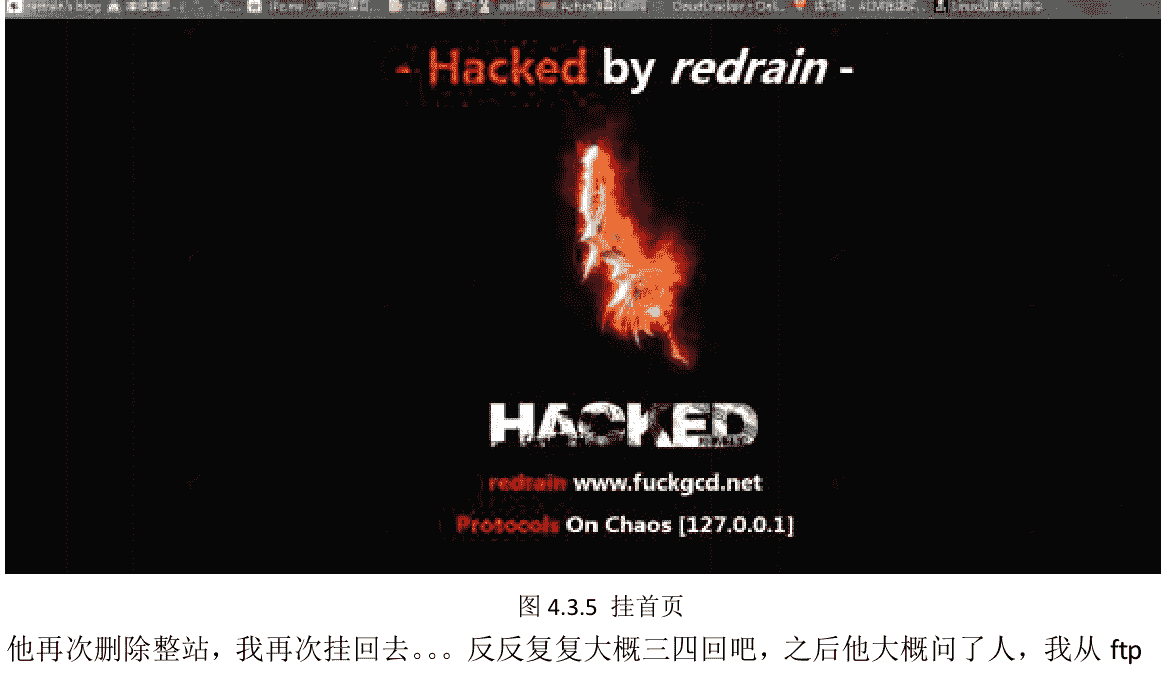 redrain's blog
- Hacked by redrain -
HACKED
redrain www.fuckgcd.net
Protocols On Chaos [127.0.0.1]
图 4.3.5 挂首页
他再次删除整站，我再次挂回去。。。反反复复大概三四回吧，之后他大概问了人，我从 ftp